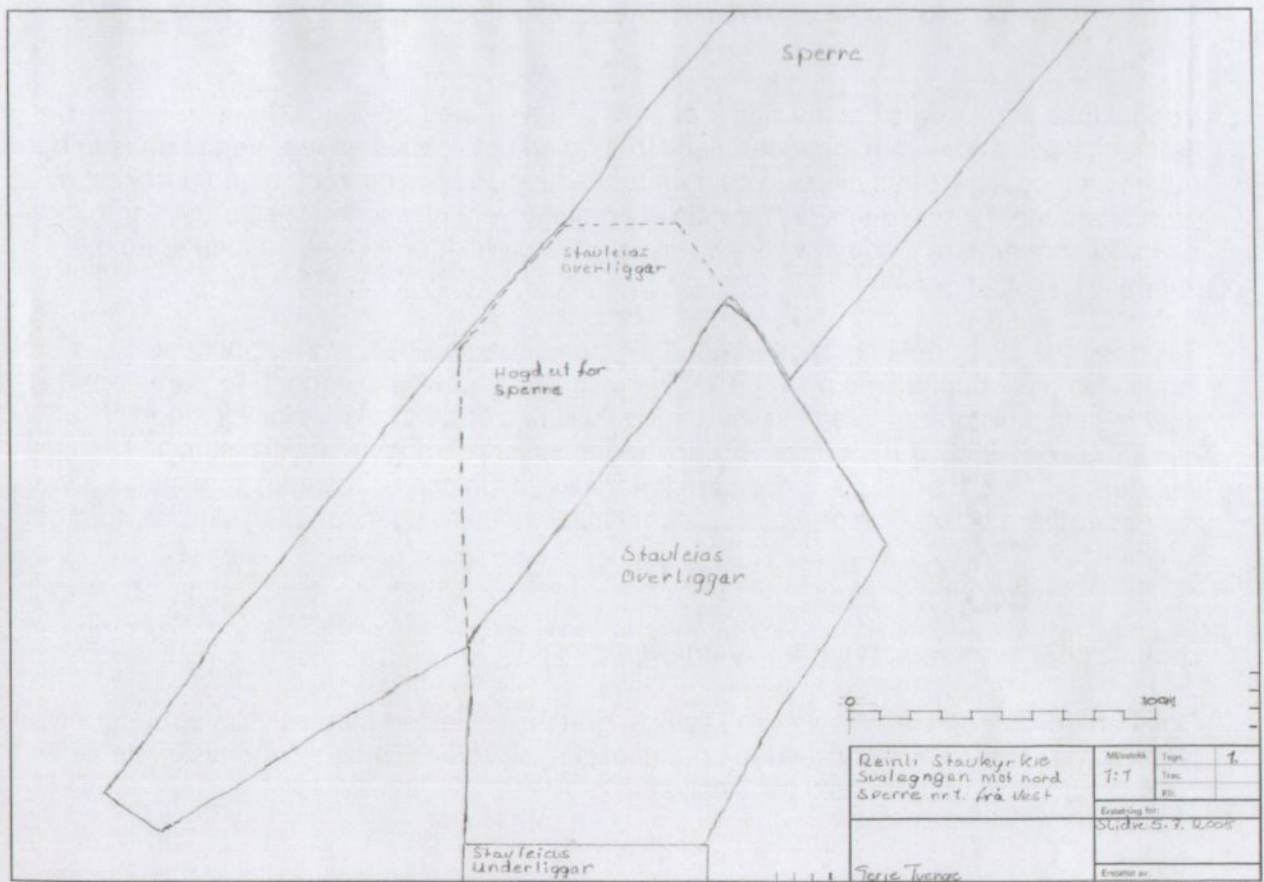 Sperre
Stavleias
Overliggar
Hogd ut for
Sperre
Stavleias
Overliggar
Stavleias
Underliggar
0 10cm
Reinli Stavkyrkje
Svalegngen mot nord
Sperre nr 1. frå Vest
Målestokk
1:1
Tegn. 1.
Trac.
Kfr.
Erstatning for:
Slidre 5.7. 2005
Erstattet av:
Terje Tvenge